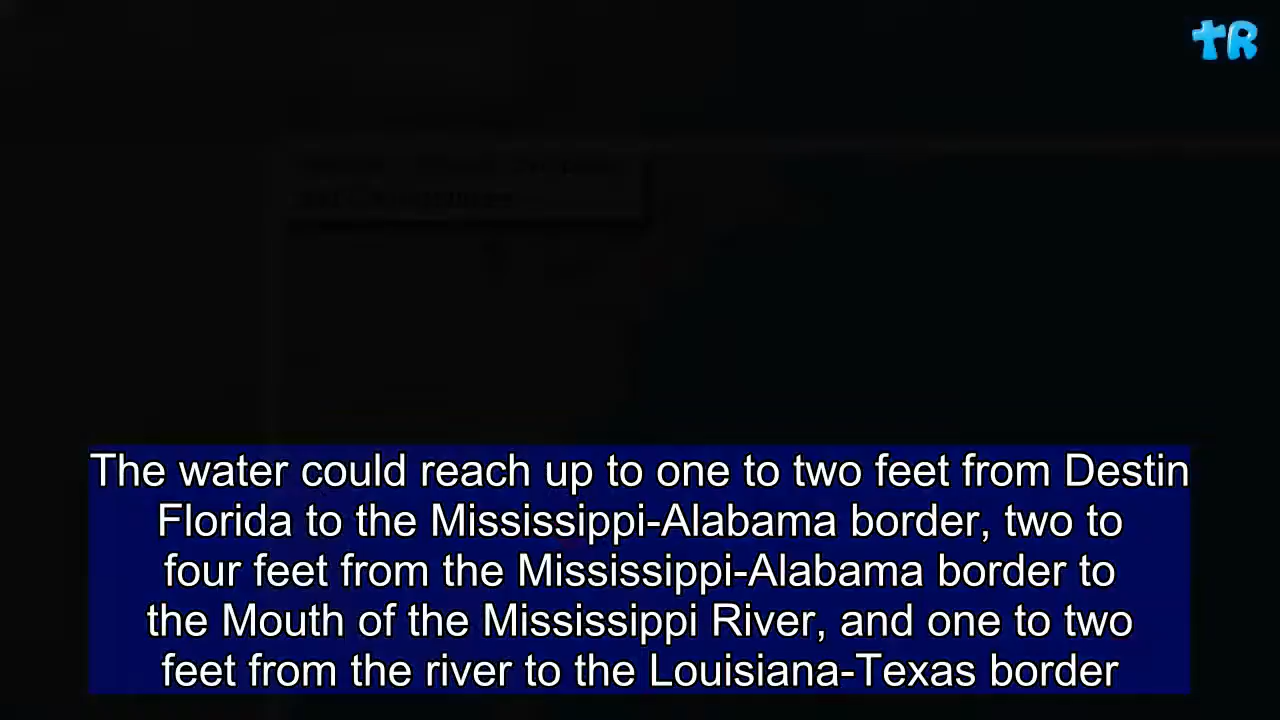 TR
The water could reach up to one to two feet from Destin
Florida to the Mississippi-Alabama border, two to
four feet from the Mississippi-Alabama border to
the Mouth of the Mississippi River, and one to two
feet from the river to the Louisiana-Texas border